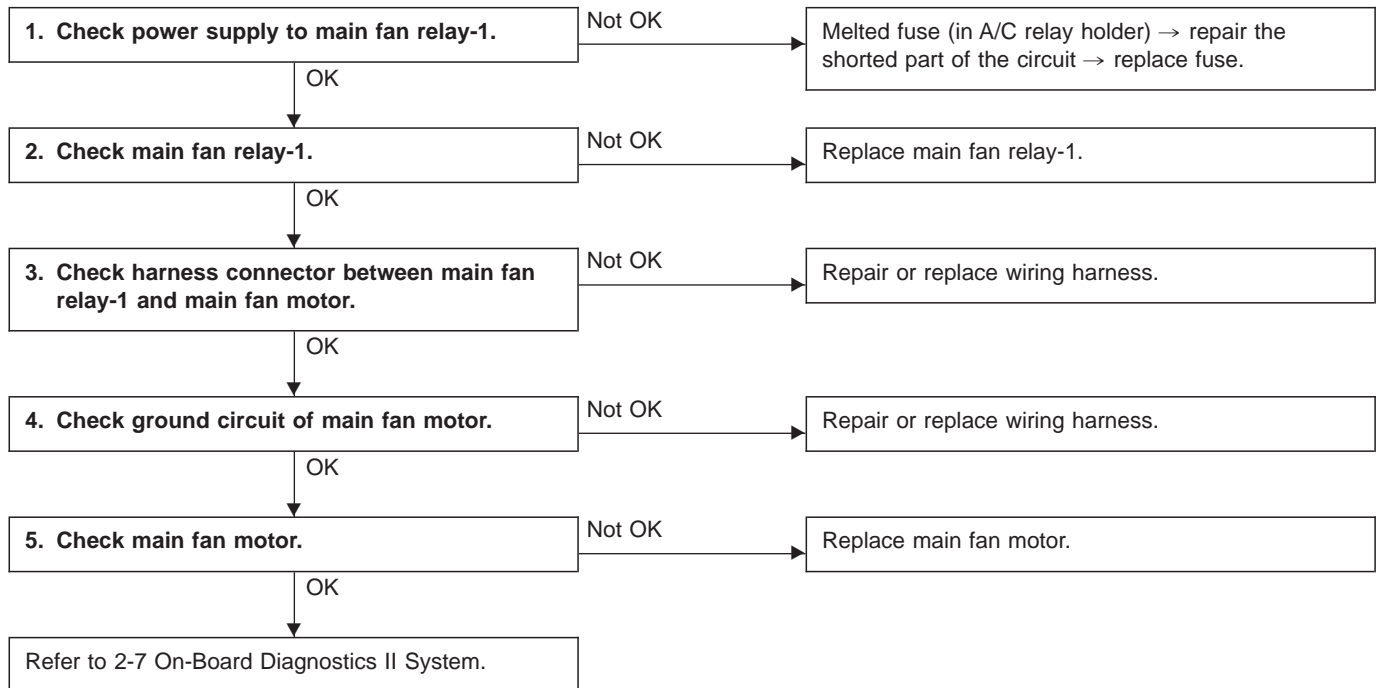 1. Check power supply to main fan relay-1.
Not OK
Melted fuse (in A/C relay holder) → repair the
shorted part of the circuit → replace fuse.
OK
2. Check main fan relay-1.
Not OK
Replace main fan relay-1.
OK
3. Check harness connector between main fan
relay-1 and main fan motor.
Not OK
Repair or replace wiring harness.
OK
4. Check ground circuit of main fan motor.
Not OK
Repair or replace wiring harness.
OK
5. Check main fan motor.
Not OK
Replace main fan motor.
OK
Refer to 2-7 On-Board Diagnostics II System.